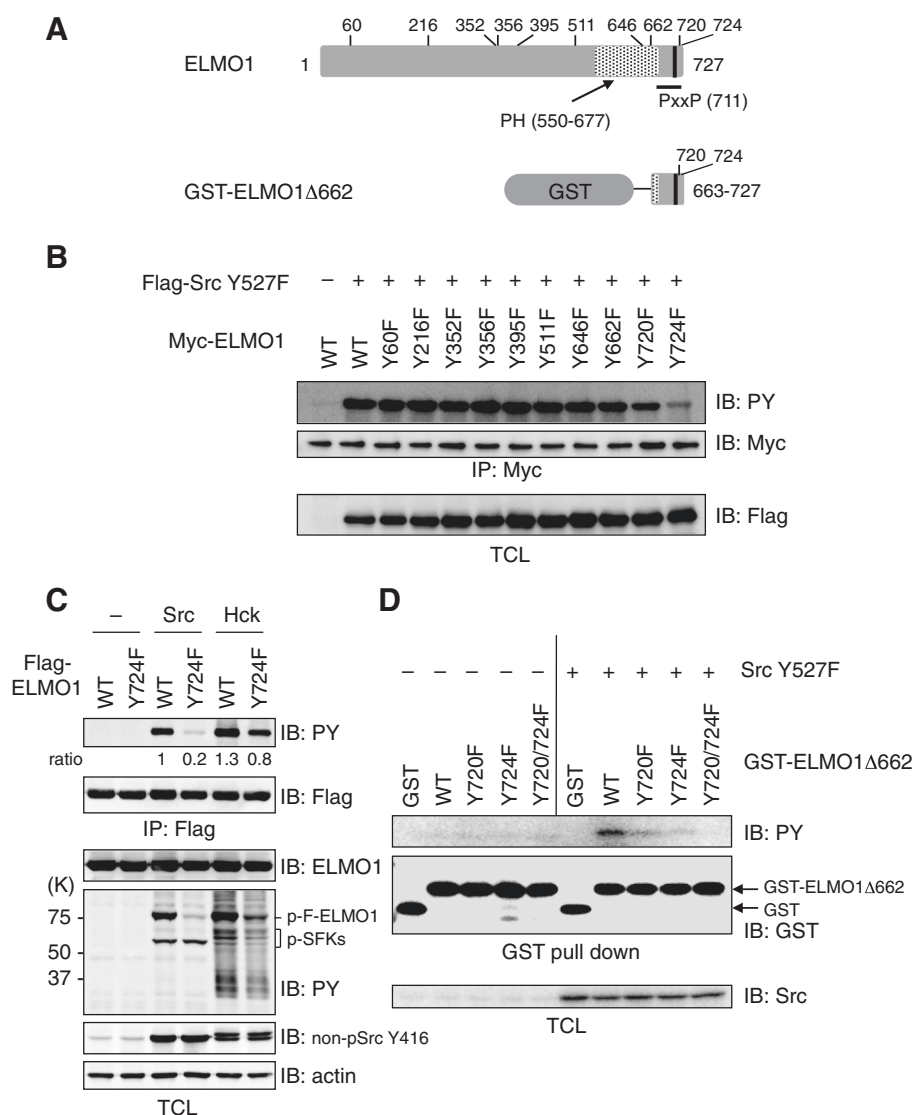 A
60 216 352 356 395 511 646 662 720 724
ELMO1 1 727
PxxP (711)
PH (550-677)
720 724
GST-ELMO1Δ662 GST 663-727
B
Flag-Src Y527F – + + + + + + + + + + +
Myc-ELMO1 WT WT Y60F Y216F Y352F Y356F Y395F Y511F Y646F Y662F Y720F Y724F
IB: PY
IB: Myc
IP: Myc
IB: Flag
TCL
C
– Src Hck
Flag-ELMO1 WT Y724F WT Y724F WT Y724F
IB: PY
ratio 1 0.2 1.3 0.8
IB: Flag
IP: Flag
IB: ELMO1
(K)
75 p-F-ELMO1
p-SFKs
50
37
IB: PY
IB: non-pSrc Y416
IB: actin
TCL
D
– – – – – + + + + + Src Y527F
GST WT Y720F Y724F Y720/724F GST WT Y720F Y724F Y720/724F GST-ELMO1Δ662
IB: PY
GST-ELMO1Δ662
GST
IB: GST
GST pull down
IB: Src
TCL